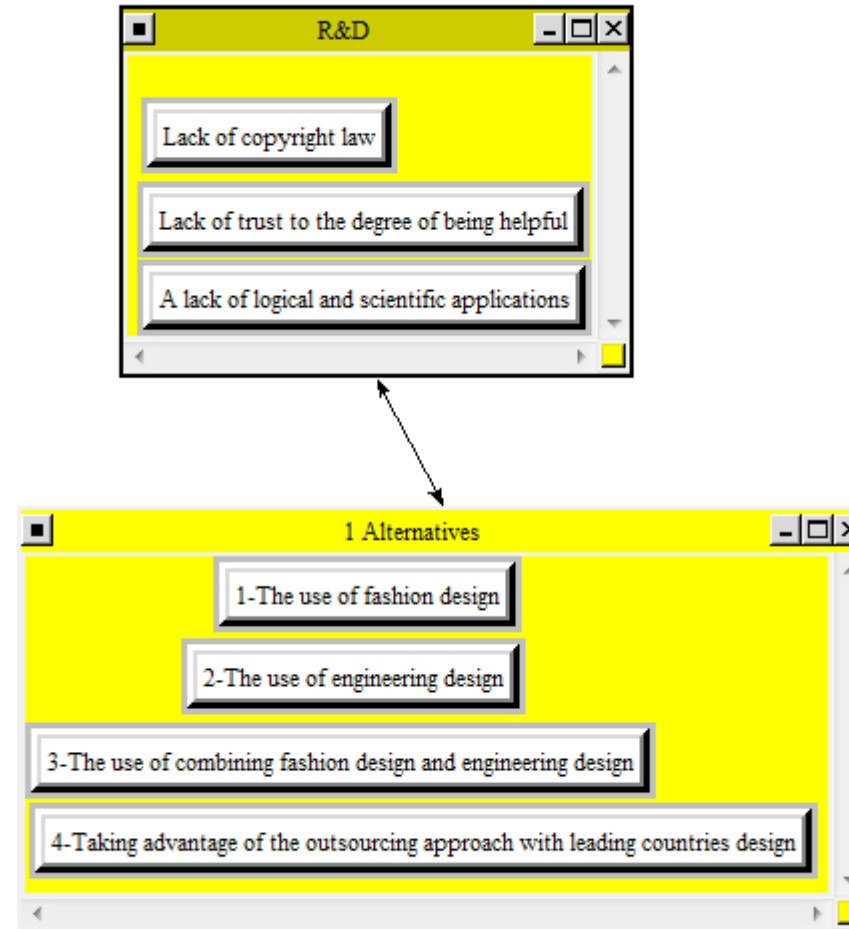 R&D
Lack of copyright law
Lack of trust to the degree of being helpful
A lack of logical and scientific applications
1 Alternatives
1-The use of fashion design
2-The use of engineering design
3-The use of combining fashion design and engineering design
4-Taking advantage of the outsourcing approach with leading countries design